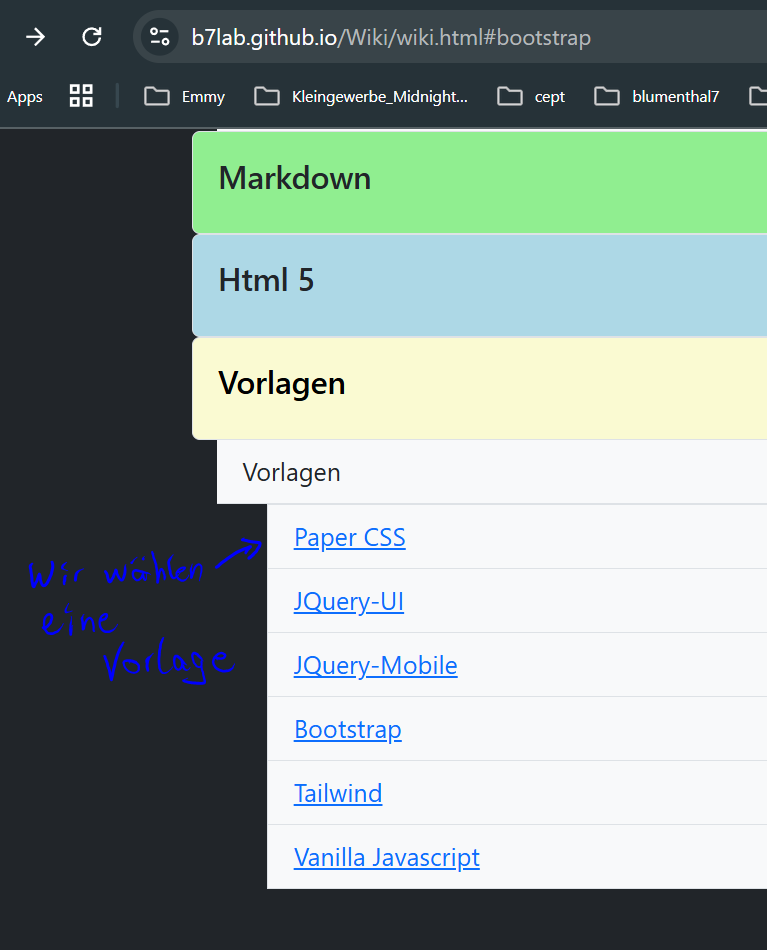 b7lab.github.io/Wiki/wiki.html#bootstrap
Apps Emmy Kleingewerbe_Midnight... cept blumenthal7
Markdown
Html 5
Vorlagen
Vorlagen
Paper CSS
Wir wählen
eine
Vorlage
JQuery-UI
JQuery-Mobile
Bootstrap
Tailwind
Vanilla Javascript